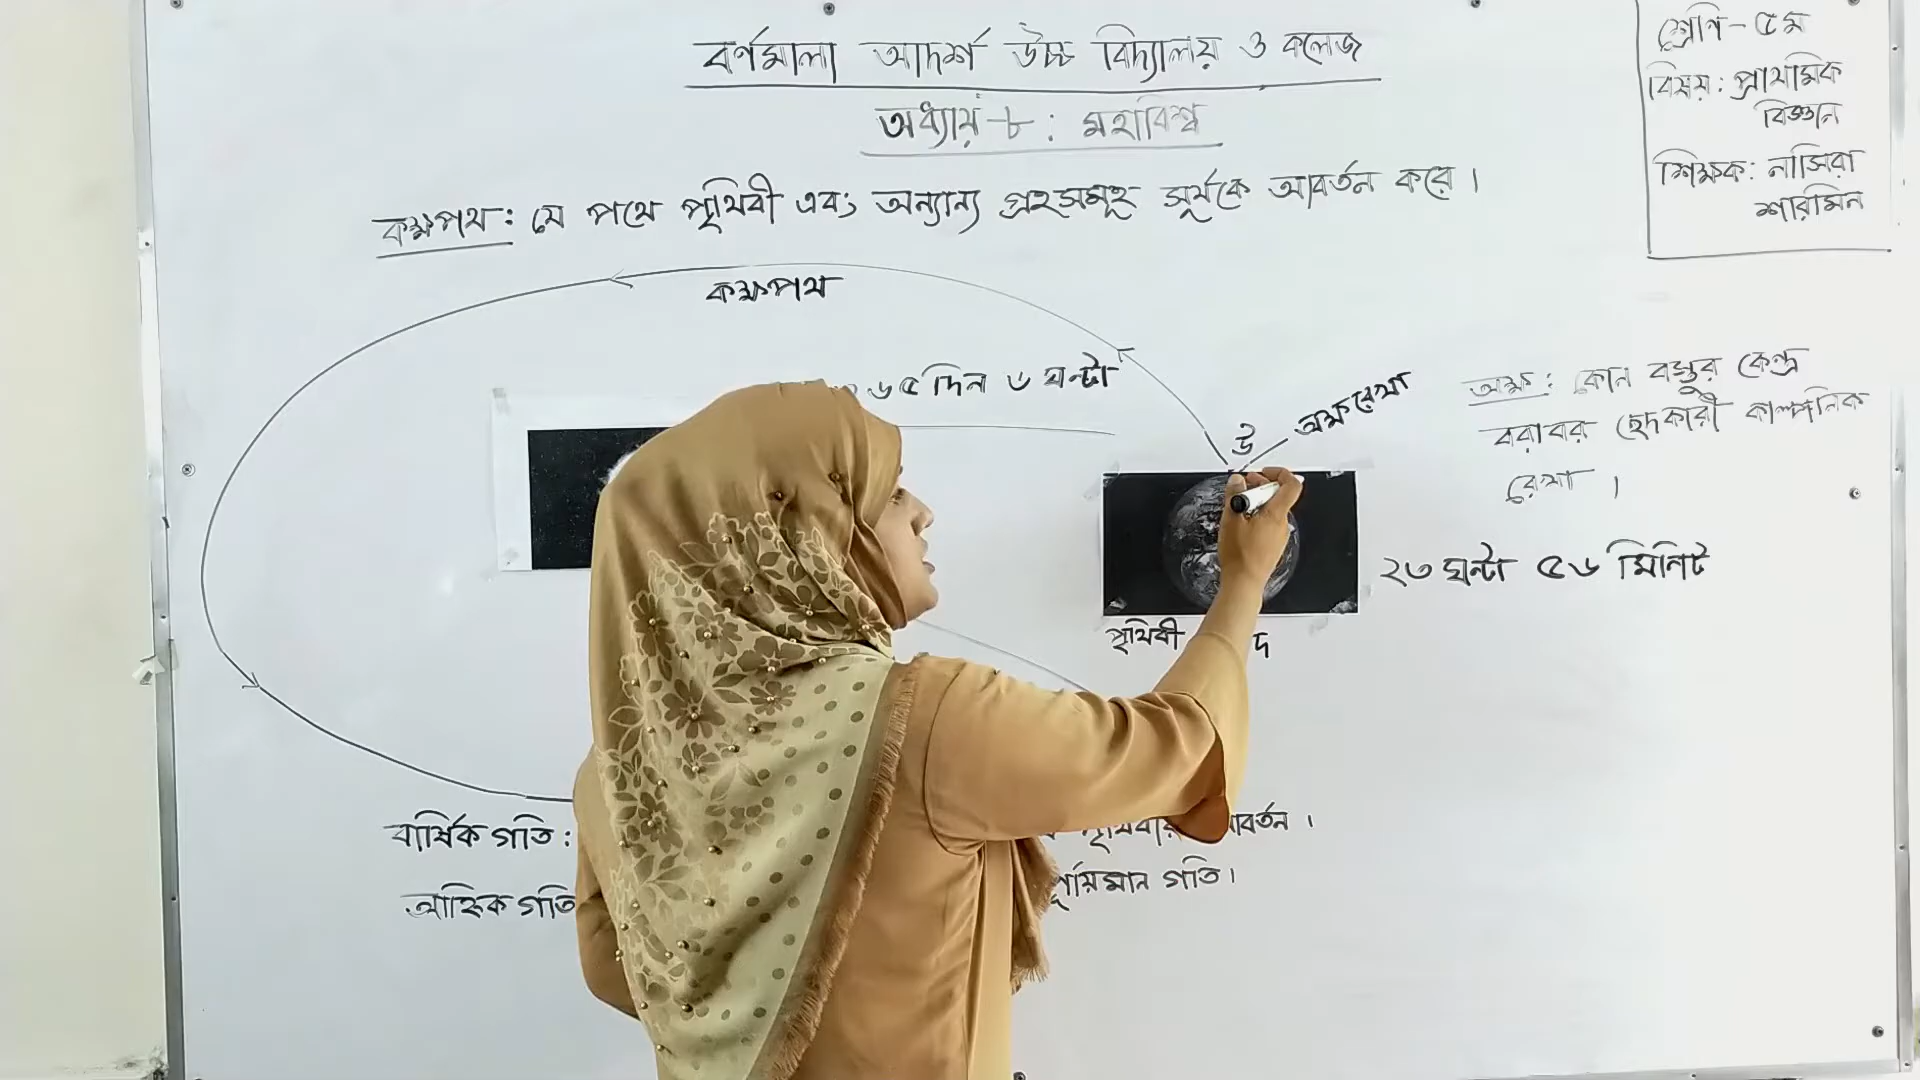 বর্ণমালা আদর্শ উচ্চ বিদ্যালয় ও কলেজ
অধ্যায়-৮: মহাবিশ্ব
শ্রেণি-৫ম
বিষয়: প্রাথমিক
বিজ্ঞান
শিক্ষক: নাসিরা
শারমিন
কক্ষপথ: যে পথে পৃথিবী এবং অন্যান্য গ্রহসমূহ সূর্যকে আবর্তন করে।
কক্ষপথ
৬৫ দিন ৬ ঘন্টা
উ
অক্ষরেখা
অক্ষ: কোন বস্তুর কেন্দ্র
বরাবর ছেদকারী কাল্পনিক
রেখা।
২৩ ঘন্টা ৫৬ মিনিট
পৃথিবী
দ
বার্ষিক গতি:
আবর্তন।
আহ্নিক গতি
ঘূর্ণায়মান গতি।